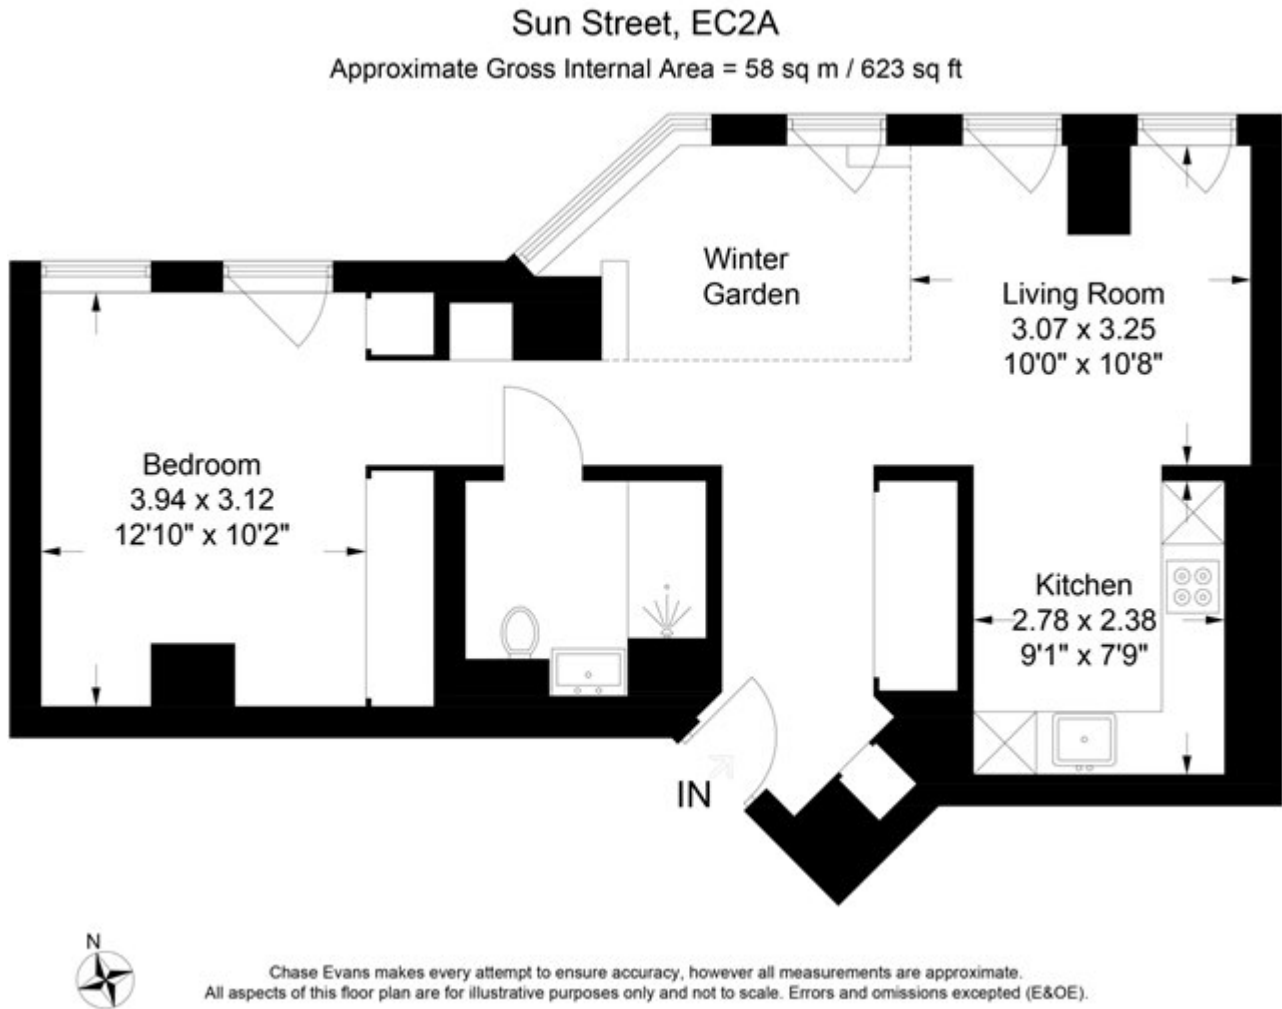 Sun Street, EC2A
Approximate Gross Internal Area = 58 sq m / 623 sq ft
Winter
Garden
Living Room
3.07 x 3.25
10'0" x 10'8"
Bedroom
3.94 x 3.12
12'10" x 10'2"
Kitchen
2.78 x 2.38
9'1" x 7'9"
IN
N
Chase Evans makes every attempt to ensure accuracy, however all measurements are approximate.
All aspects of this floor plan are for illustrative purposes only and not to scale. Errors and omissions excepted (E&OE).